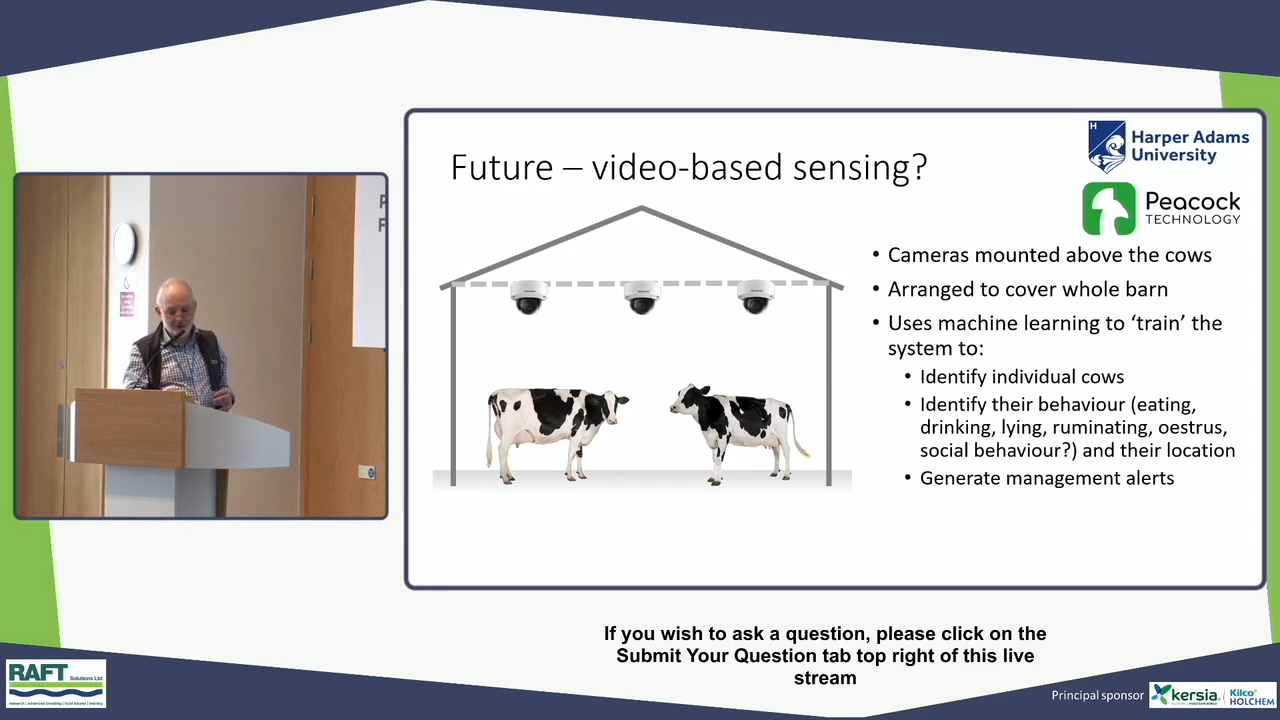 Future – video-based sensing?
Harper Adams
University
Peacock
TECHNOLOGY
• Cameras mounted above the cows
• Arranged to cover whole barn
• Uses machine learning to ‘train’ the
system to:
• Identify individual cows
• Identify their behaviour (eating,
drinking, lying, ruminating, oestrus,
social behaviour?) and their location
• Generate management alerts
P
F
If you wish to ask a question, please click on the
Submit Your Question tab top right of this live
stream
RAFT
Solutions Ltd
Principal sponsor
kersia
Kilco
HOLCHEM